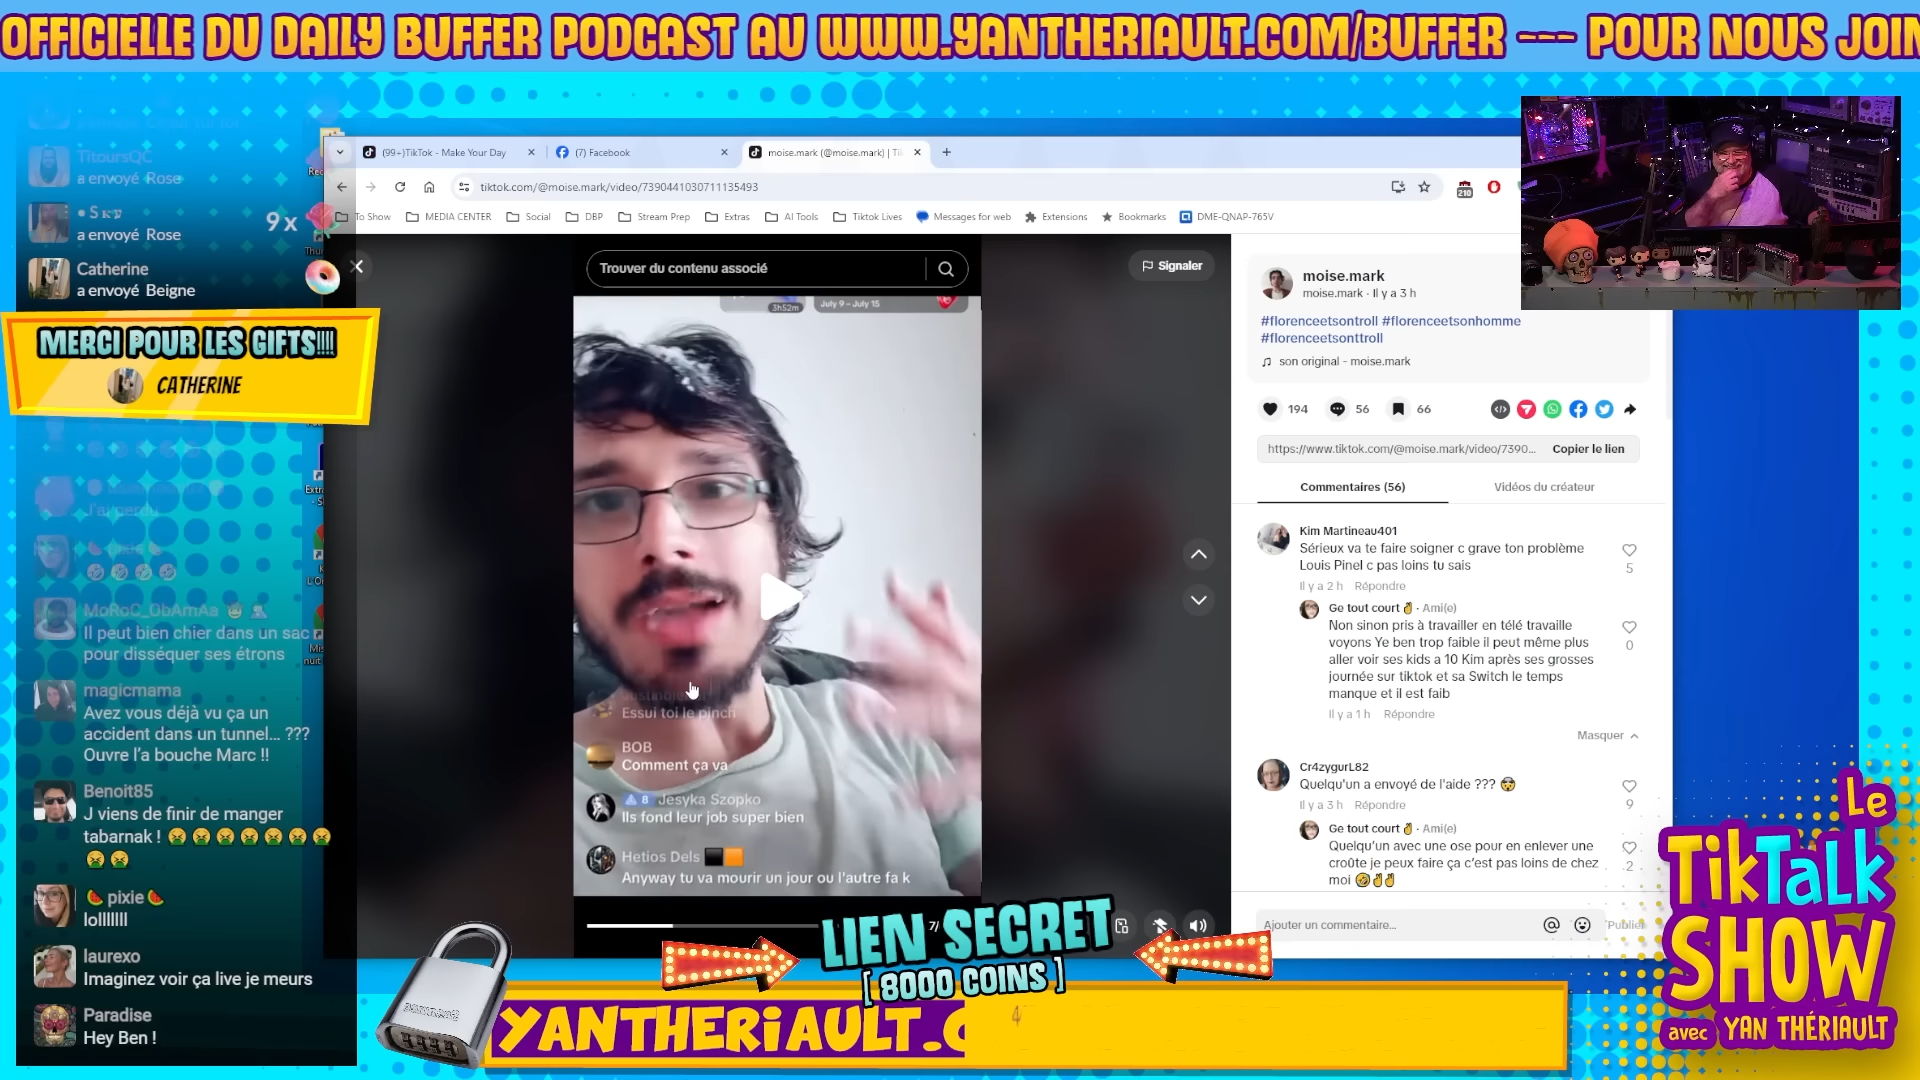 OFFICIELLE DU DAILY BUFFER PODCAST AU WWW.YANTHERIAULT.COM/BUFFER --- POUR NOUS JOIN
TitoursQC
a envoyé Rose
a envoyé Rose
9x
Catherine
a envoyé Beigne
MERCI POUR LES GIFTS!!!!
CATHERINE
J'ai perdu
MoRoC_ObAmAa
Il peut bien chier dans un sac
pour disséquer ses étrons
magicmama
Avez vous déjà vu ça un
accident dans un tunnel... ???
Ouvre l'a bouche Marc !!
Benoit85
J viens de finir de manger
tabarnak ! 🤮🤮🤮🤮🤮🤮🤮
🤮🤮
🍉 pixie🍉
lolllllll
laurexo
Imaginez voir ça live je meurs
Paradise
Hey Ben !
(99+)TikTok - Make Your Day
(7) Facebook
moise.mark (@moise.mark) | Tik
tiktok.com/@moise.mark/video/7390441030711135493
210
To Show
MEDIA CENTER
Social
DBP
Stream Prep
Extras
AI Tools
Tiktok Lives
Messages for web
Extensions
Bookmarks
DME-QNAP-765V
Trouver du contenu associé
Signaler
3h52m
July 9 – July 15
Essui toi le pinch
BOB
Comment ça va
8 Jesyka Szopko
Ils fond leur job super bien
Hetios Dels ⬛🟧
Anyway tu va mourir un jour ou l'autre fa k
7/
moise.mark
moise.mark · Il y a 3 h
#florenceetsontroll #florenceetsonhomme
#florenceetsonttroll
son original - moise.mark
194
56
66
https://www.tiktok.com/@moise.mark/video/7390...
Copier le lien
Commentaires (56)
Vidéos du créateur
Kim Martineau401
Sérieux va te faire soigner c grave ton problème
Louis Pinel c pas loins tu sais
Il y a 2 h Répondre
5
Ge tout court ✌ · Ami(e)
Non sinon pris à travailler en télé travaille
voyons Ye ben trop faible il peut même plus
aller voir ses kids a 10 Kim après ses grosses
journée sur tiktok et sa Switch le temps
manque et il est faib
0
Il y a 1 h Répondre
Masquer
Cr4zygurL82
Quelqu'un a envoyé de l'aide ??? 🤯
Il y a 3 h Répondre
9
Ge tout court ✌ · Ami(e)
Quelqu'un avec une ose pour en enlever une
croûte je peux faire ça c'est pas loins de chez
moi 🤣✌✌
2
Ajouter un commentaire...
Publier
LIEN SECRET
[ 8000 COINS ]
YANTHERIAULT.C
Le
TikTaLk
SHOW
avec YAN THÉRIAULT